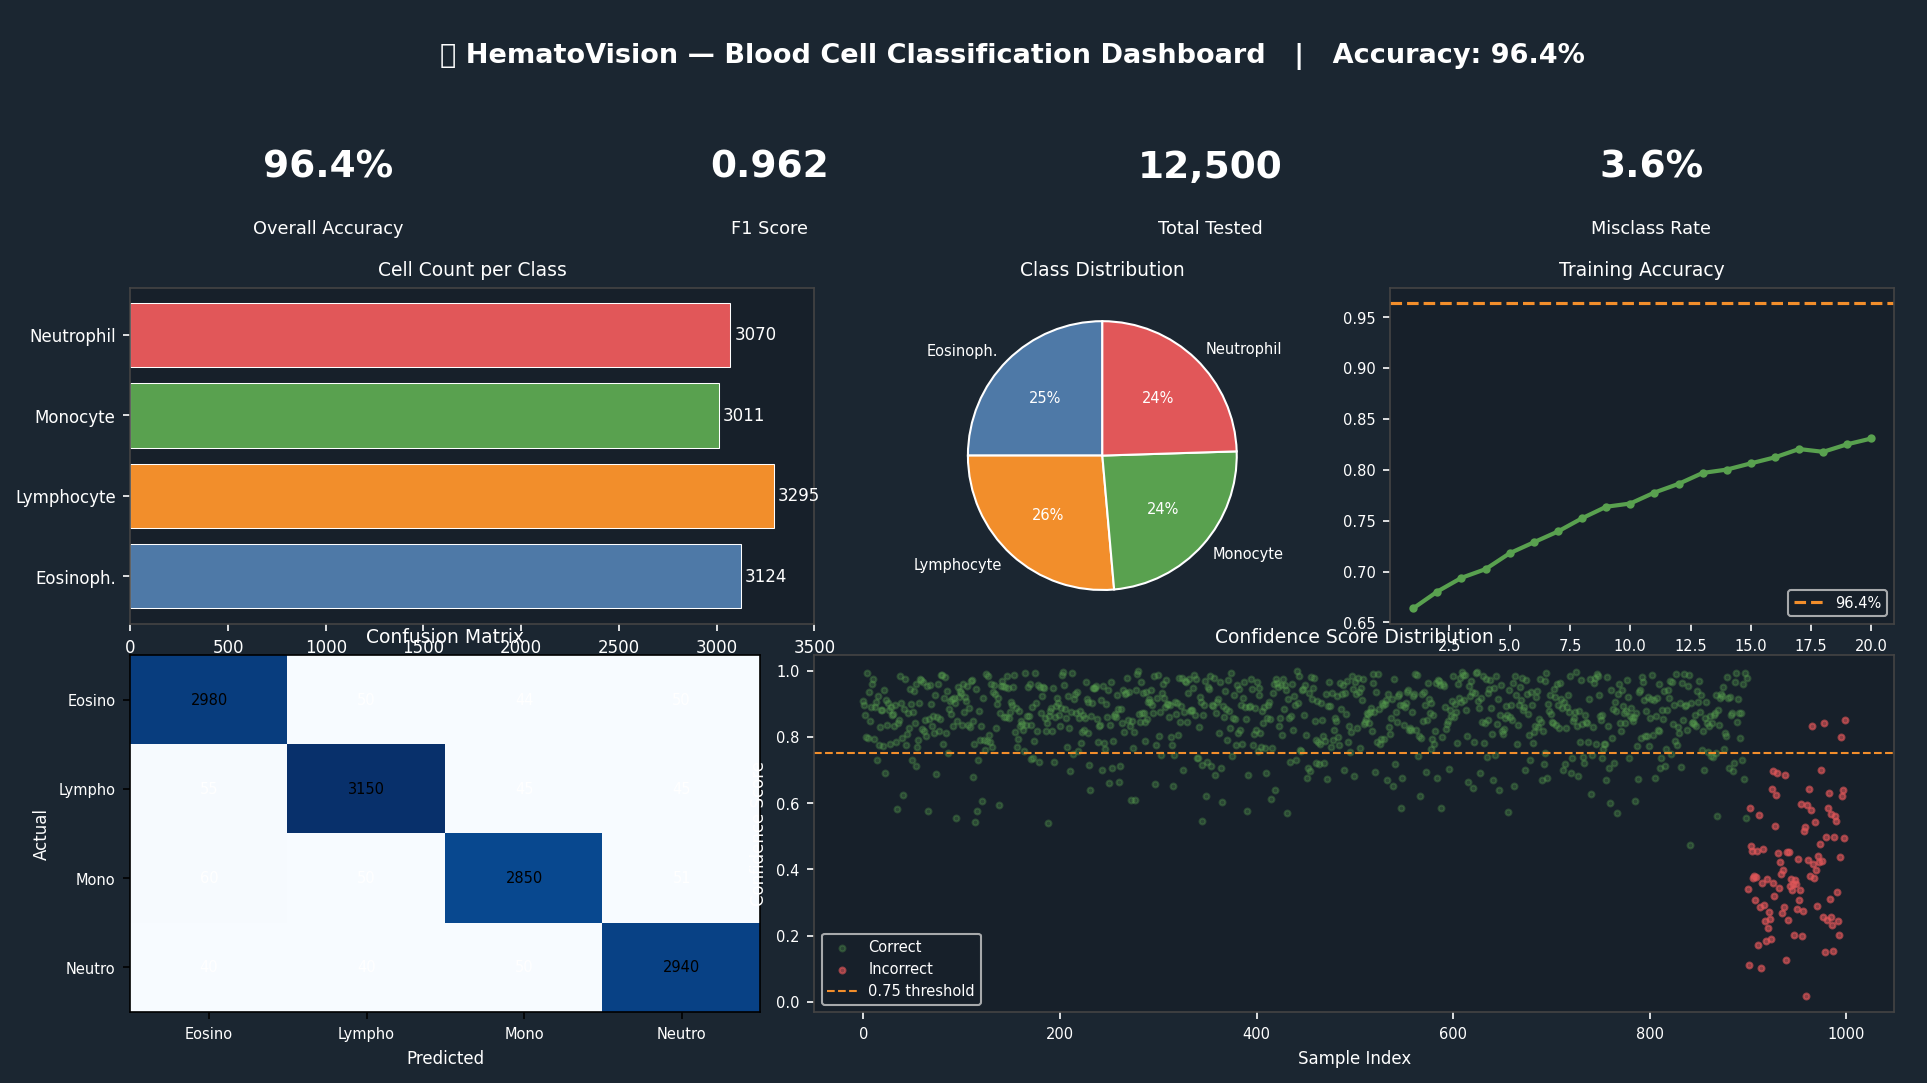 HematoVision — Blood Cell Classification Dashboard | Accuracy: 96.4%
96.4%
Overall Accuracy
0.962
F1 Score
12,500
Total Tested
3.6%
Misclass Rate
Cell Count per Class
Neutrophil
3070
Monocyte
3011
Lymphocyte
3295
Eosinoph.
3124
0 500 1000 1500 2000 2500 3000 3500
Class Distribution
Eosinoph.
Neutrophil
25%
24%
26%
24%
Lymphocyte
Monocyte
Training Accuracy
0.95
0.90
0.85
0.80
0.75
0.70
0.65
96.4%
2.5 5.0 7.5 10.0 12.5 15.0 17.5 20.0
Confusion Matrix
Actual
Eosino
2980
Lympho
3150
Mono
2850
Neutro
2940
Eosino Lympho Mono Neutro
Predicted
Confidence Score Distribution
Confidence Score
1.0
0.8
0.6
0.4
0.2
0.0
Correct
Incorrect
0.75 threshold
0 200 400 600 800 1000
Sample Index